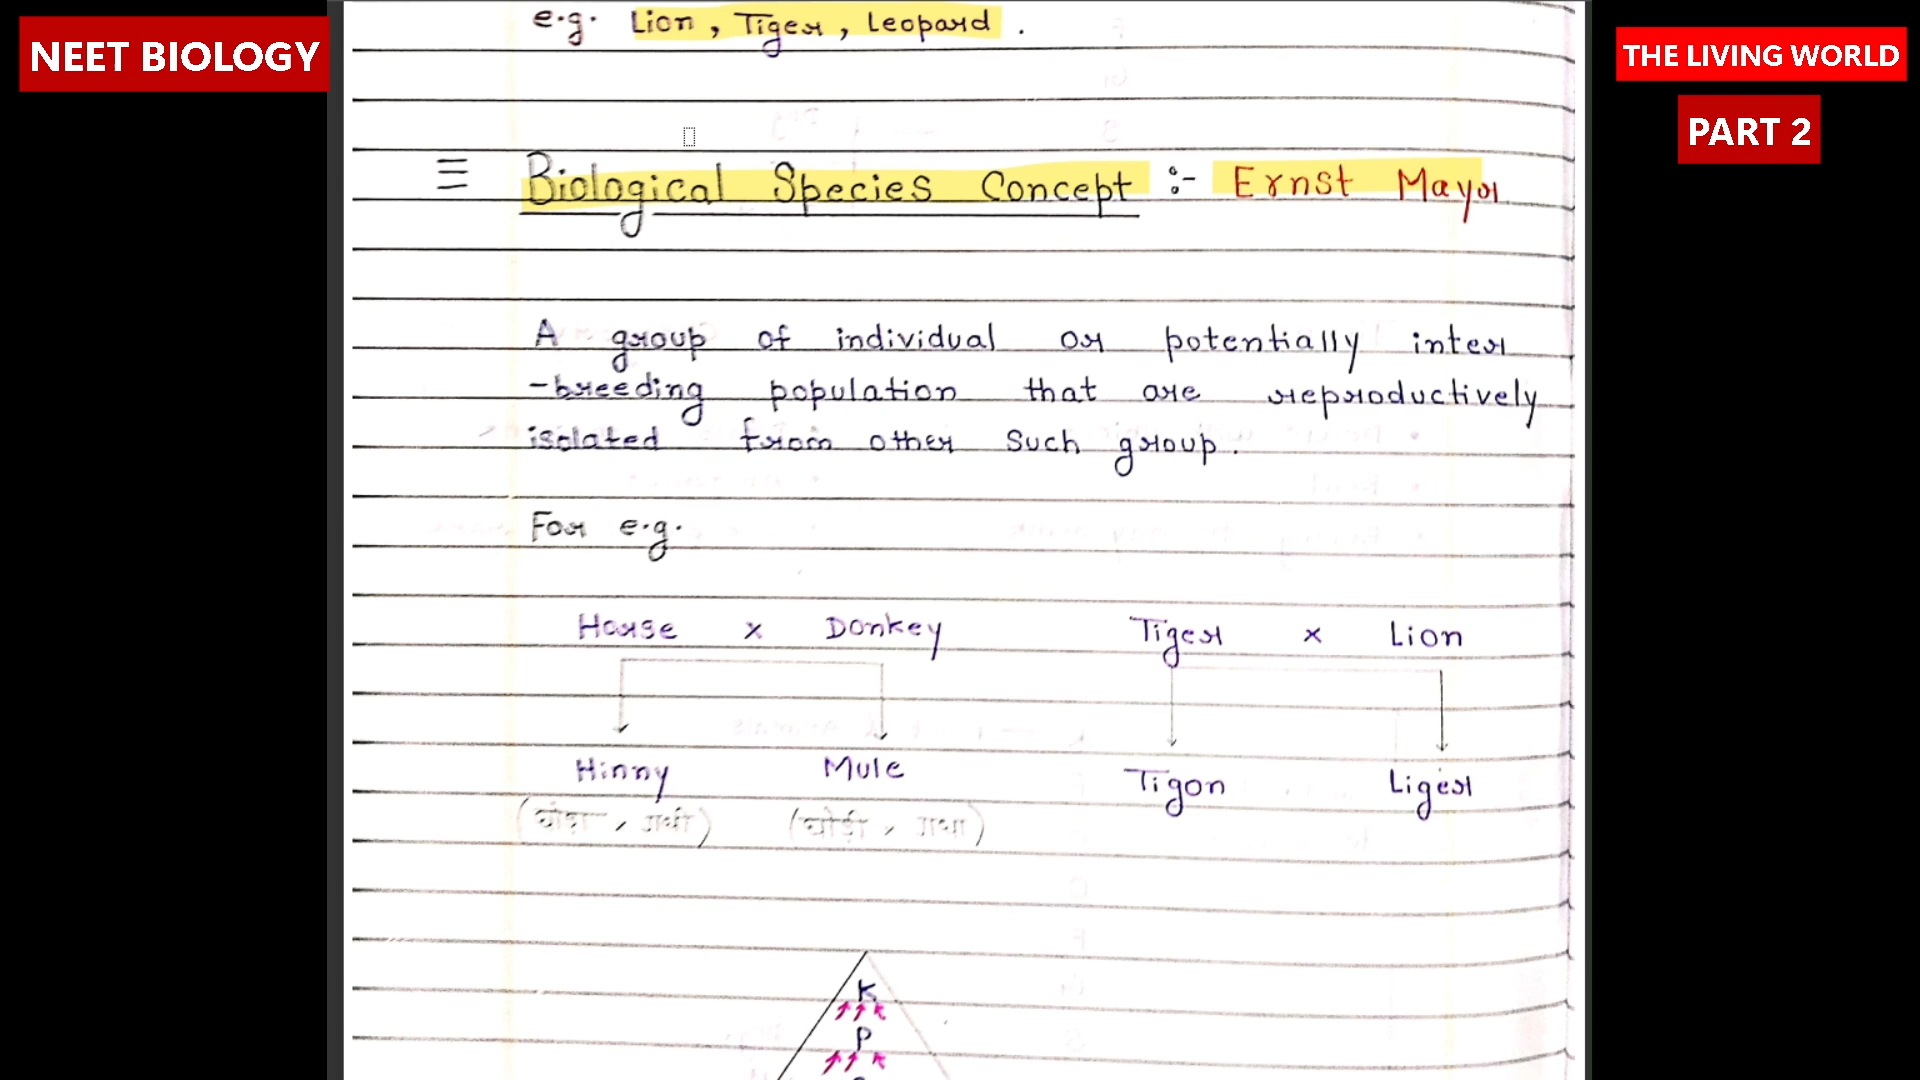 NEET BIOLOGY
THE LIVING WORLD
PART 2
e.g. Lion, Tiger, Leopard.
Biological Species Concept :- Ernst Mayr
A group of individual or potentially inter
-breeding population that are reproductively
isolated from other such group.
For e.g.
Horse x Donkey Tiger x Lion
Hinny Mule Tigon Liger
(घोड़ा x गधी) (घोड़ी x गधा)
K
P